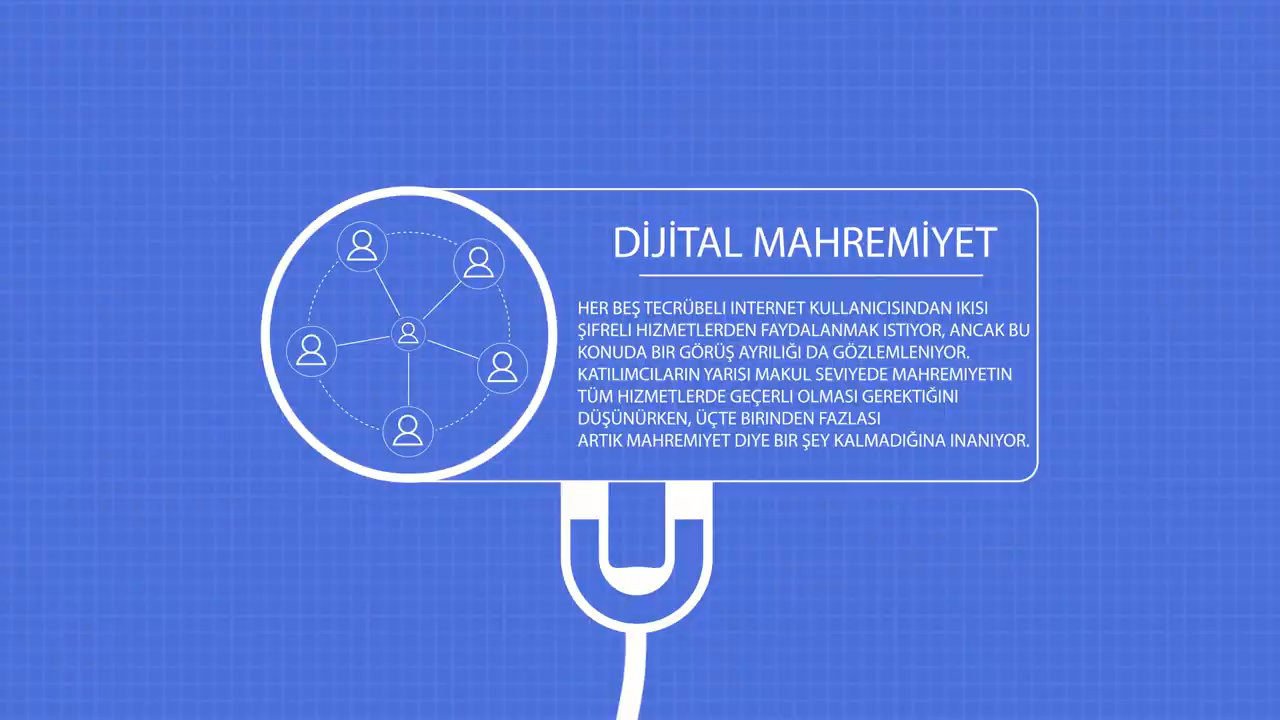 DİJİTAL MAHREMİYET
HER BEŞ TECRÜBELI INTERNET KULLANICISINDAN IKISI
ŞIFRELI HIZMETLERDEN FAYDALANMAK ISTIYOR, ANCAK BU
KONUDA BIR GÖRÜŞ AYRILIĞI DA GÖZLEMLENIYOR.
KATILIMCILARIN YARISI MAKUL SEVIYEDE MAHREMIYETIN
TÜM HIZMETLERDE GEÇERLI OLMASI GEREKTIĞINI
DÜŞÜNÜRKEN, ÜÇTE BIRINDEN FAZLASI
ARTIK MAHREMIYET DIYE BIR ŞEY KALMADIĞINA INANIYOR.